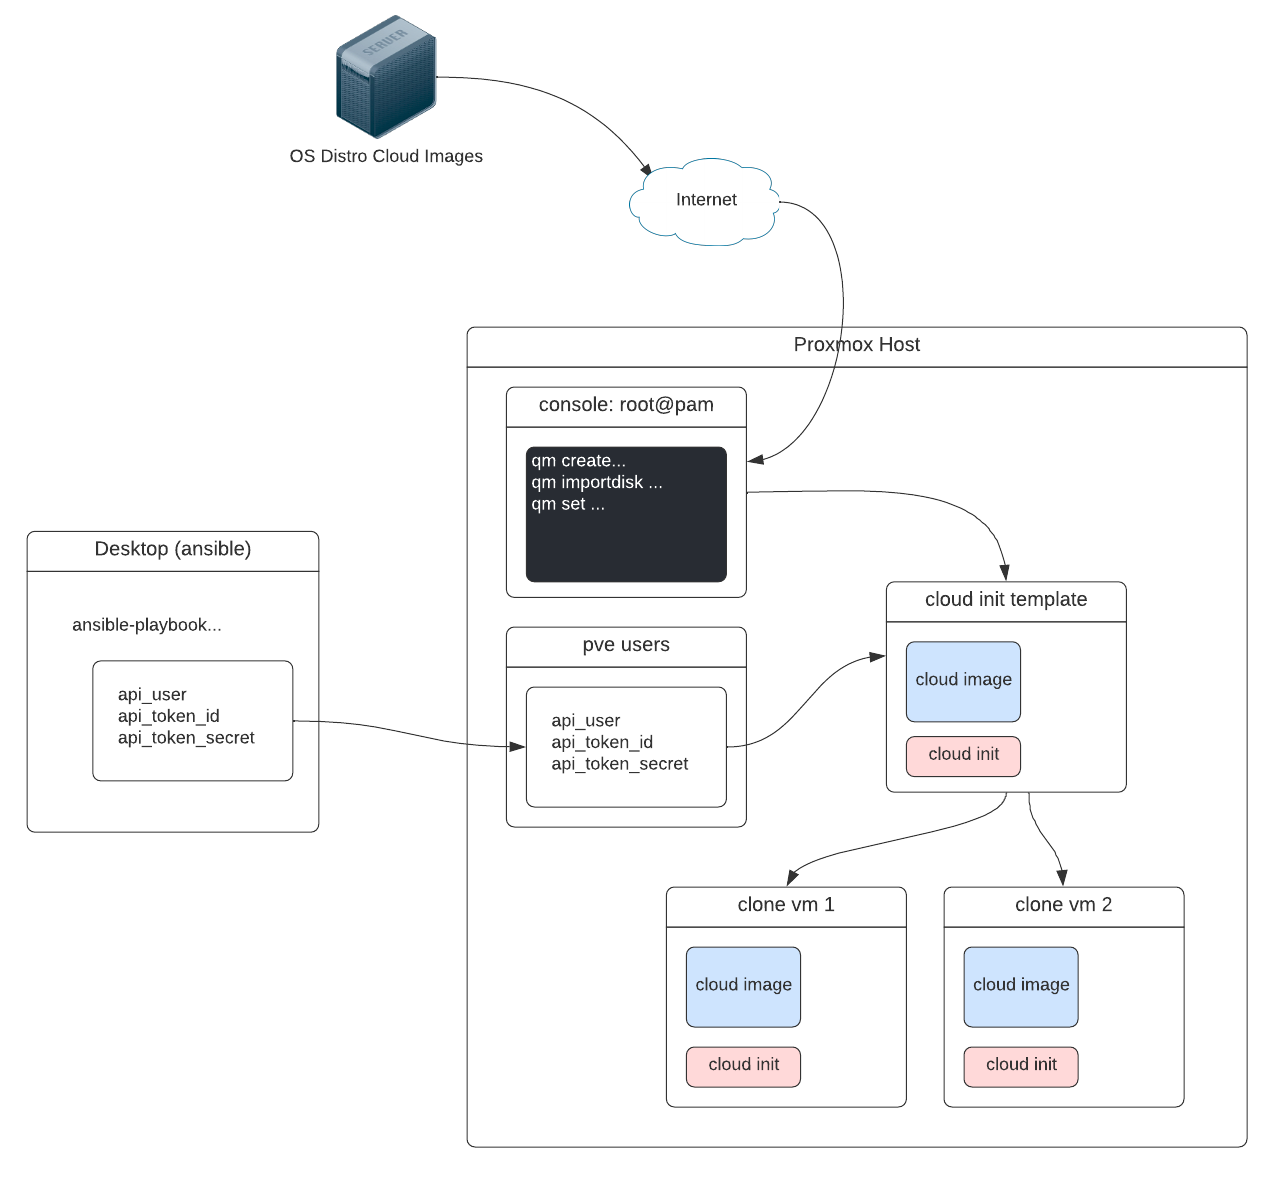 SERVER
OS Distro Cloud Images
Internet
Proxmox Host
console: root@pam
qm create...
qm importdisk ...
qm set ...
Desktop (ansible)
ansible-playbook...
api_user
api_token_id
api_token_secret
pve users
api_user
api_token_id
api_token_secret
cloud init template
cloud image
cloud init
clone vm 1
cloud image
cloud init
clone vm 2
cloud image
cloud init